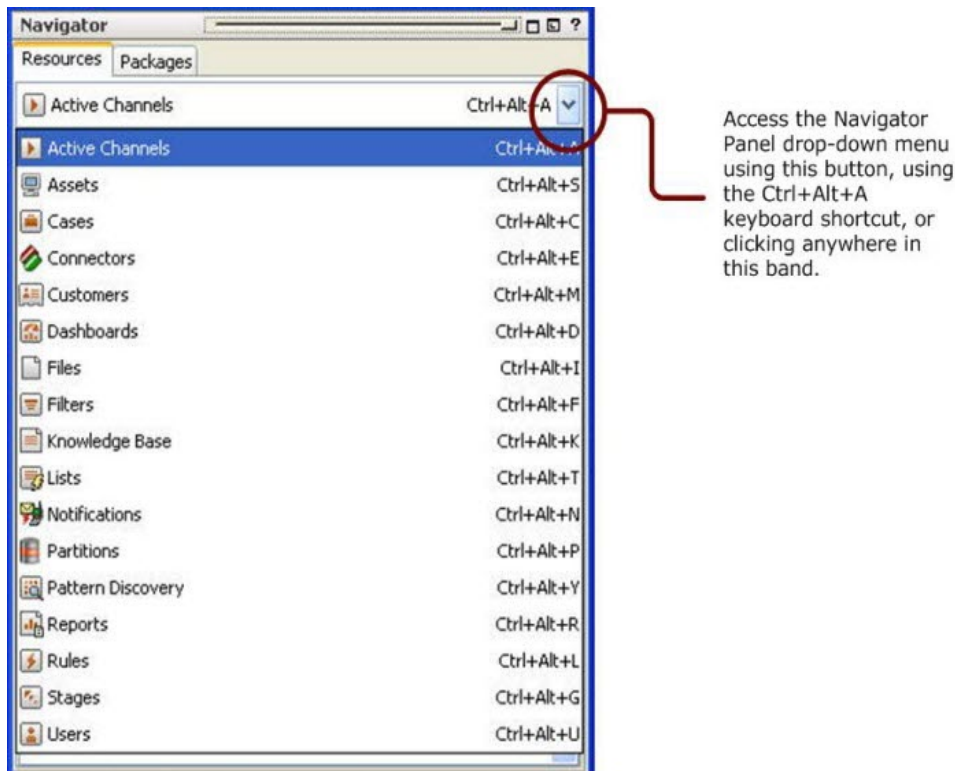 Navigator ?
Resources Packages
Active Channels Ctrl+Alt+A
Active Channels Ctrl+Alt+A
Assets Ctrl+Alt+S
Cases Ctrl+Alt+C
Connectors Ctrl+Alt+E
Customers Ctrl+Alt+M
Dashboards Ctrl+Alt+D
Files Ctrl+Alt+I
Filters Ctrl+Alt+F
Knowledge Base Ctrl+Alt+K
Lists Ctrl+Alt+T
Notifications Ctrl+Alt+N
Partitions Ctrl+Alt+P
Pattern Discovery Ctrl+Alt+Y
Reports Ctrl+Alt+R
Rules Ctrl+Alt+L
Stages Ctrl+Alt+G
Users Ctrl+Alt+U
Access the Navigator
Panel drop-down menu
using this button, using
the Ctrl+Alt+A
keyboard shortcut, or
clicking anywhere in
this band.